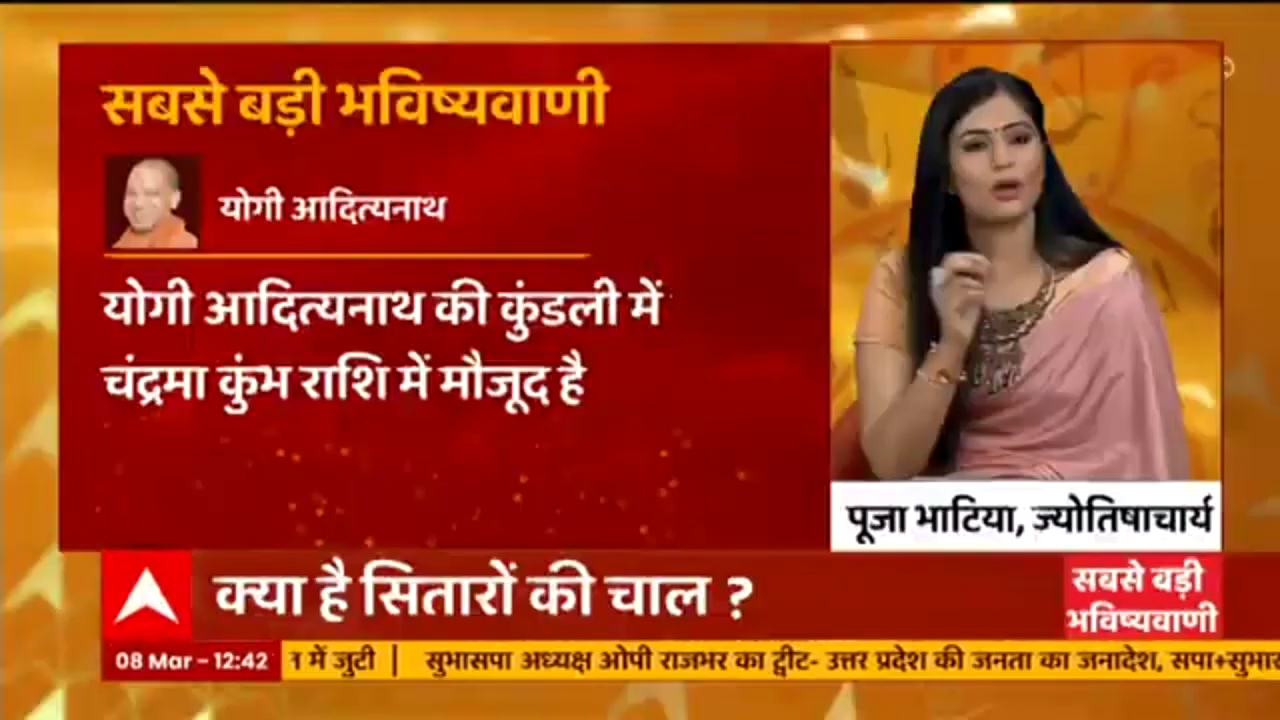 सबसे बड़ी भविष्यवाणी
योगी आदित्यनाथ
योगी आदित्यनाथ की कुंडली में
चंद्रमा कुंभ राशि में मौजूद है
पूजा भाटिया, ज्योतिषाचार्य
क्या है सितारों की चाल ?
सबसे बड़ी
भविष्यवाणी
08 Mar – 12:42
में जुटी | सुभासपा अध्यक्ष ओपी राजभर का ट्वीट- उत्तर प्रदेश की जनता का जनादेश,